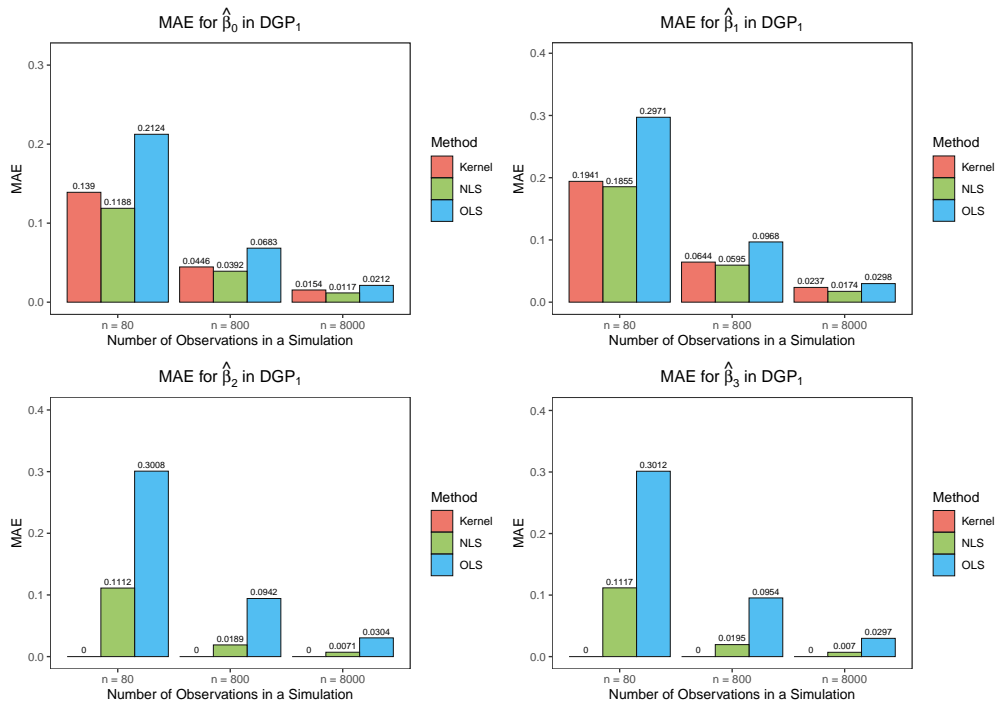 MAE for β̂₀ in DGP₁
0.3
0.2
0.1
0.0
MAE
0.139
0.1188
0.2124
0.0446
0.0392
0.0683
0.0154
0.0117
0.0212
n = 80
n = 800
n = 8000
Number of Observations in a Simulation
Method
Kernel
NLS
OLS
MAE for β̂₁ in DGP₁
0.4
0.3
0.2
0.1
0.0
MAE
0.1941
0.1855
0.2971
0.0644
0.0595
0.0968
0.0237
0.0174
0.0298
n = 80
n = 800
n = 8000
Number of Observations in a Simulation
Method
Kernel
NLS
OLS
MAE for β̂₂ in DGP₁
0.4
0.3
0.2
0.1
0.0
MAE
0
0.1112
0.3008
0
0.0189
0.0942
0
0.0071
0.0304
n = 80
n = 800
n = 8000
Number of Observations in a Simulation
Method
Kernel
NLS
OLS
MAE for β̂₃ in DGP₁
0.4
0.3
0.2
0.1
0.0
MAE
0
0.1117
0.3012
0
0.0195
0.0954
0
0.007
0.0297
n = 80
n = 800
n = 8000
Number of Observations in a Simulation
Method
Kernel
NLS
OLS